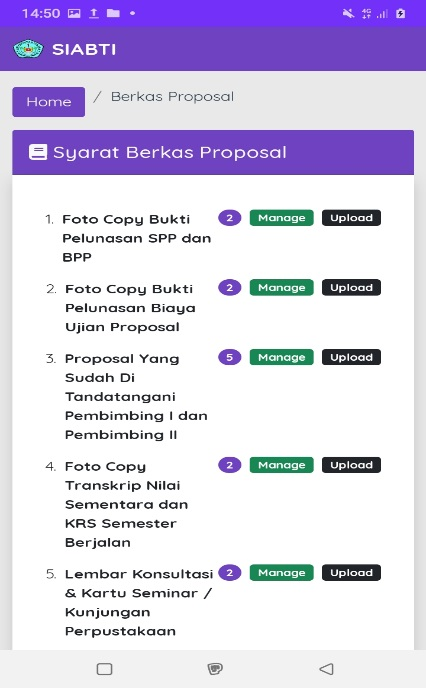 14:50
4G
SIABTI
Home / Berkas Proposal
Syarat Berkas Proposal
1. Foto Copy Bukti 2 Manage Upload
Pelunasan SPP dan
BPP
2. Foto Copy Bukti 2 Manage Upload
Pelunasan Biaya
Ujian Proposal
3. Proposal Yang 5 Manage Upload
Sudah Di
Tandatangani
Pembimbing I dan
Pembimbing II
4. Foto Copy 2 Manage Upload
Transkrip Nilai
Sementara dan
KRS Semester
Berjalan
5. Lembar Konsultasi 2 Manage Upload
& Kartu Seminar /
Kunjungan
Perpustakaan